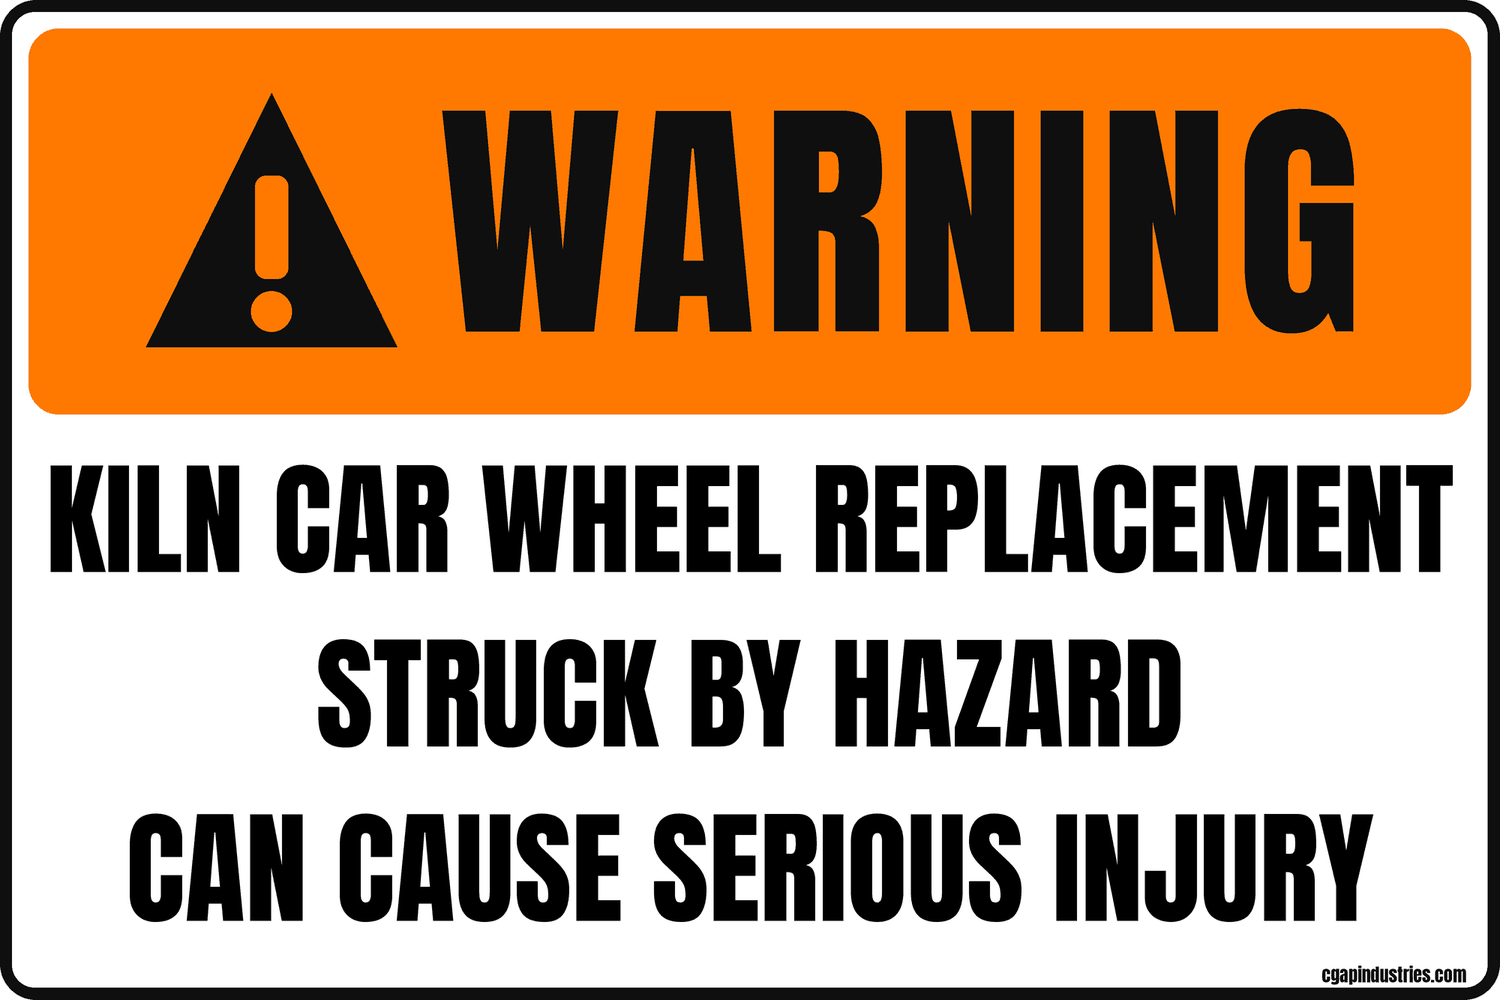 WARNING
KILN CAR WHEEL REPLACEMENT
STRUCK BY HAZARD
CAN CAUSE SERIOUS INJURY
cgapindustries.com